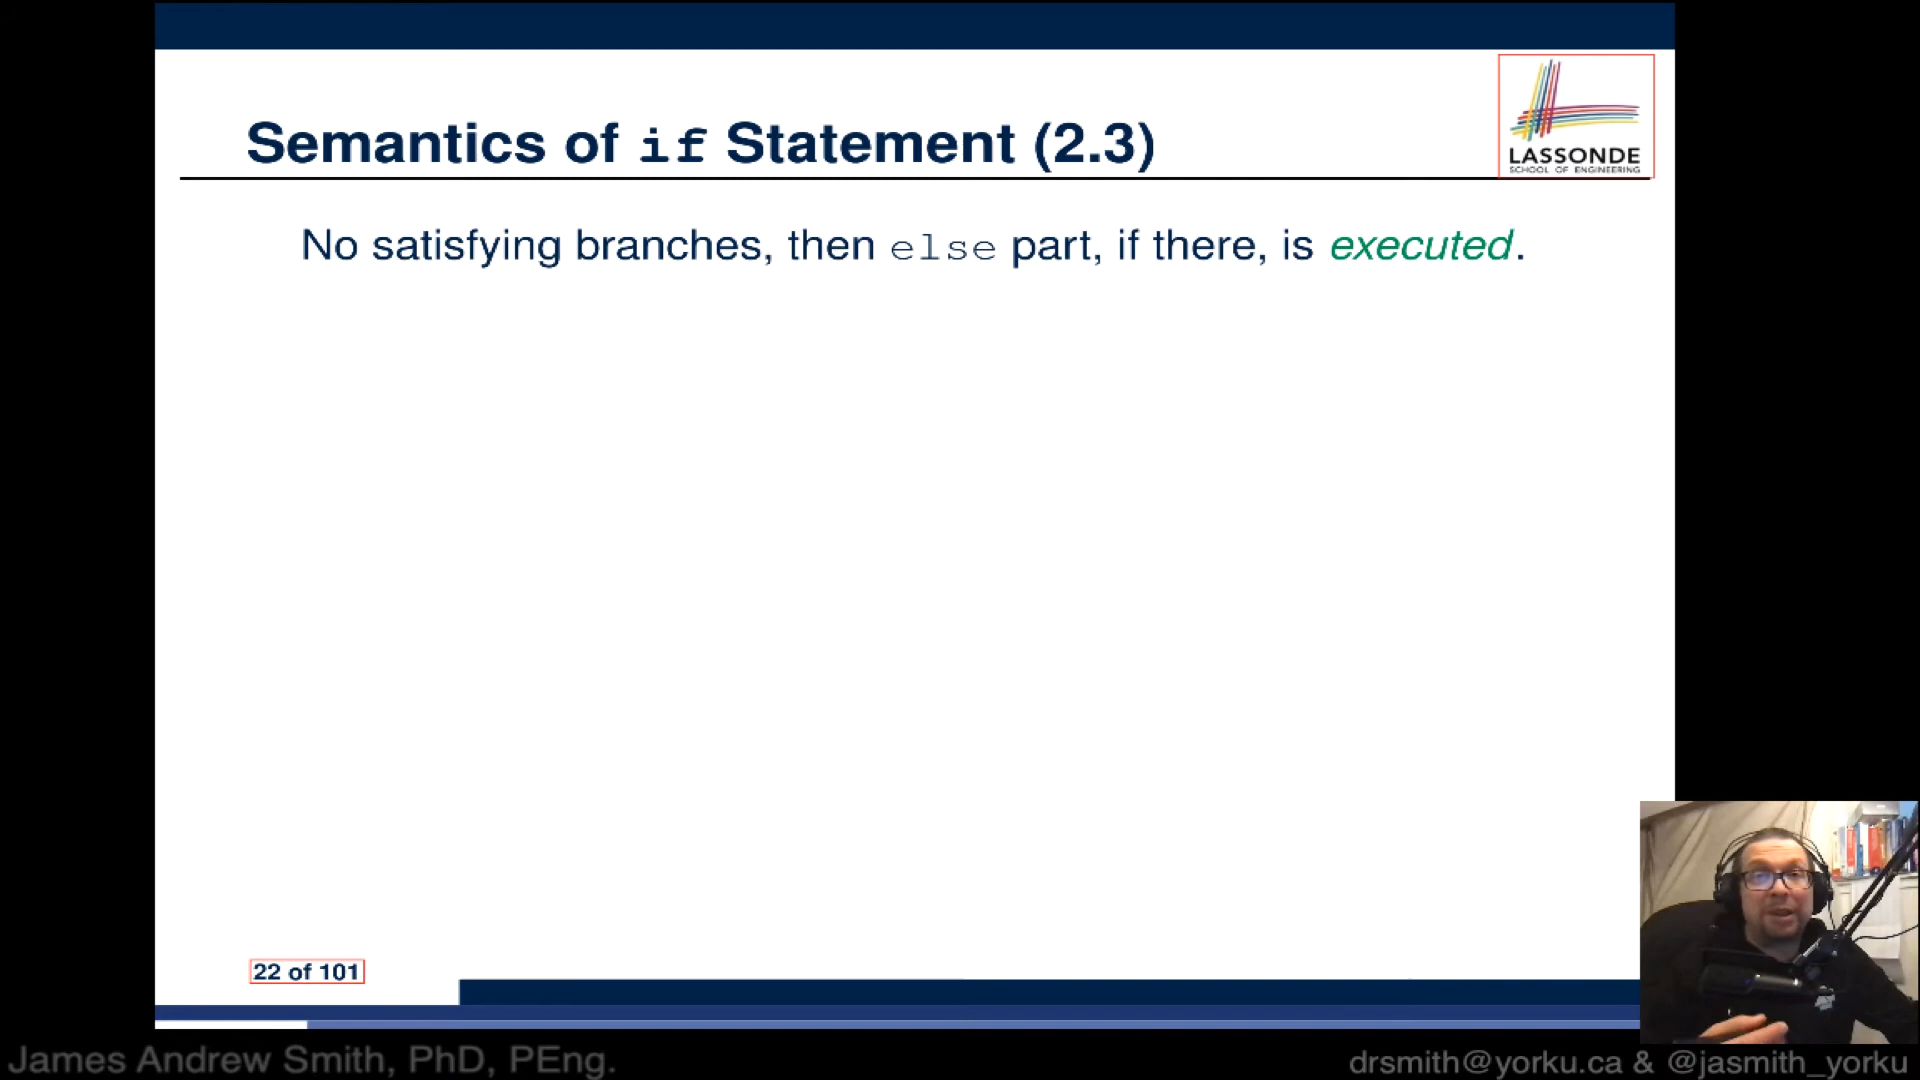 LASSONDE
SCHOOL OF ENGINEERING
Semantics of if Statement (2.3)
No satisfying branches, then else part, if there, is executed.
22 of 101
James Andrew Smith, PhD, PEng.
drsmith@yorku.ca & @jasmith_yorku